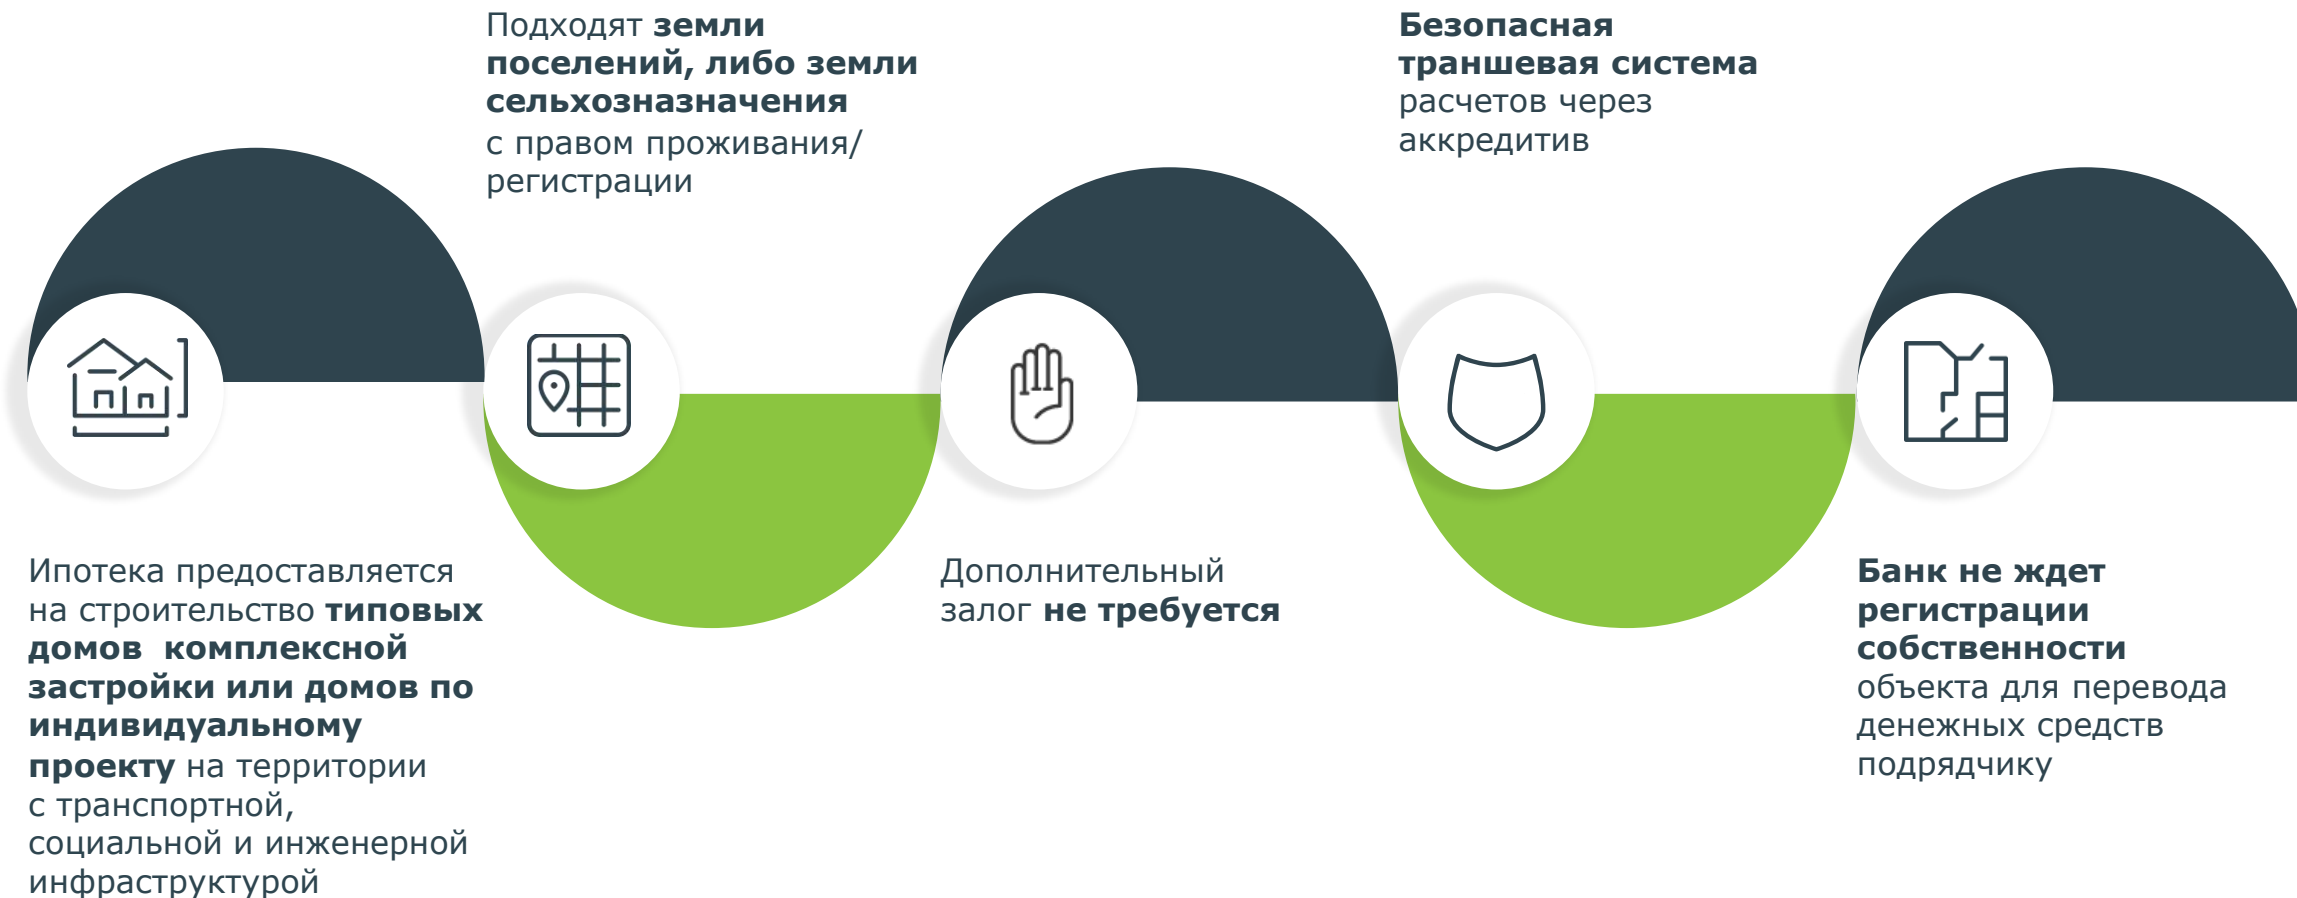 Подходят земли
поселений, либо земли
сельхозназначения
с правом проживания/
регистрации
Безопасная
траншевая система
расчетов через
аккредитив
Ипотека предоставляется
на строительство типовых
домов комплексной
застройки или домов по
индивидуальному
проекту на территории
с транспортной,
социальной и инженерной
инфраструктурой
Дополнительный
залог не требуется
Банк не ждет
регистрации
собственности
объекта для перевода
денежных средств
подрядчику